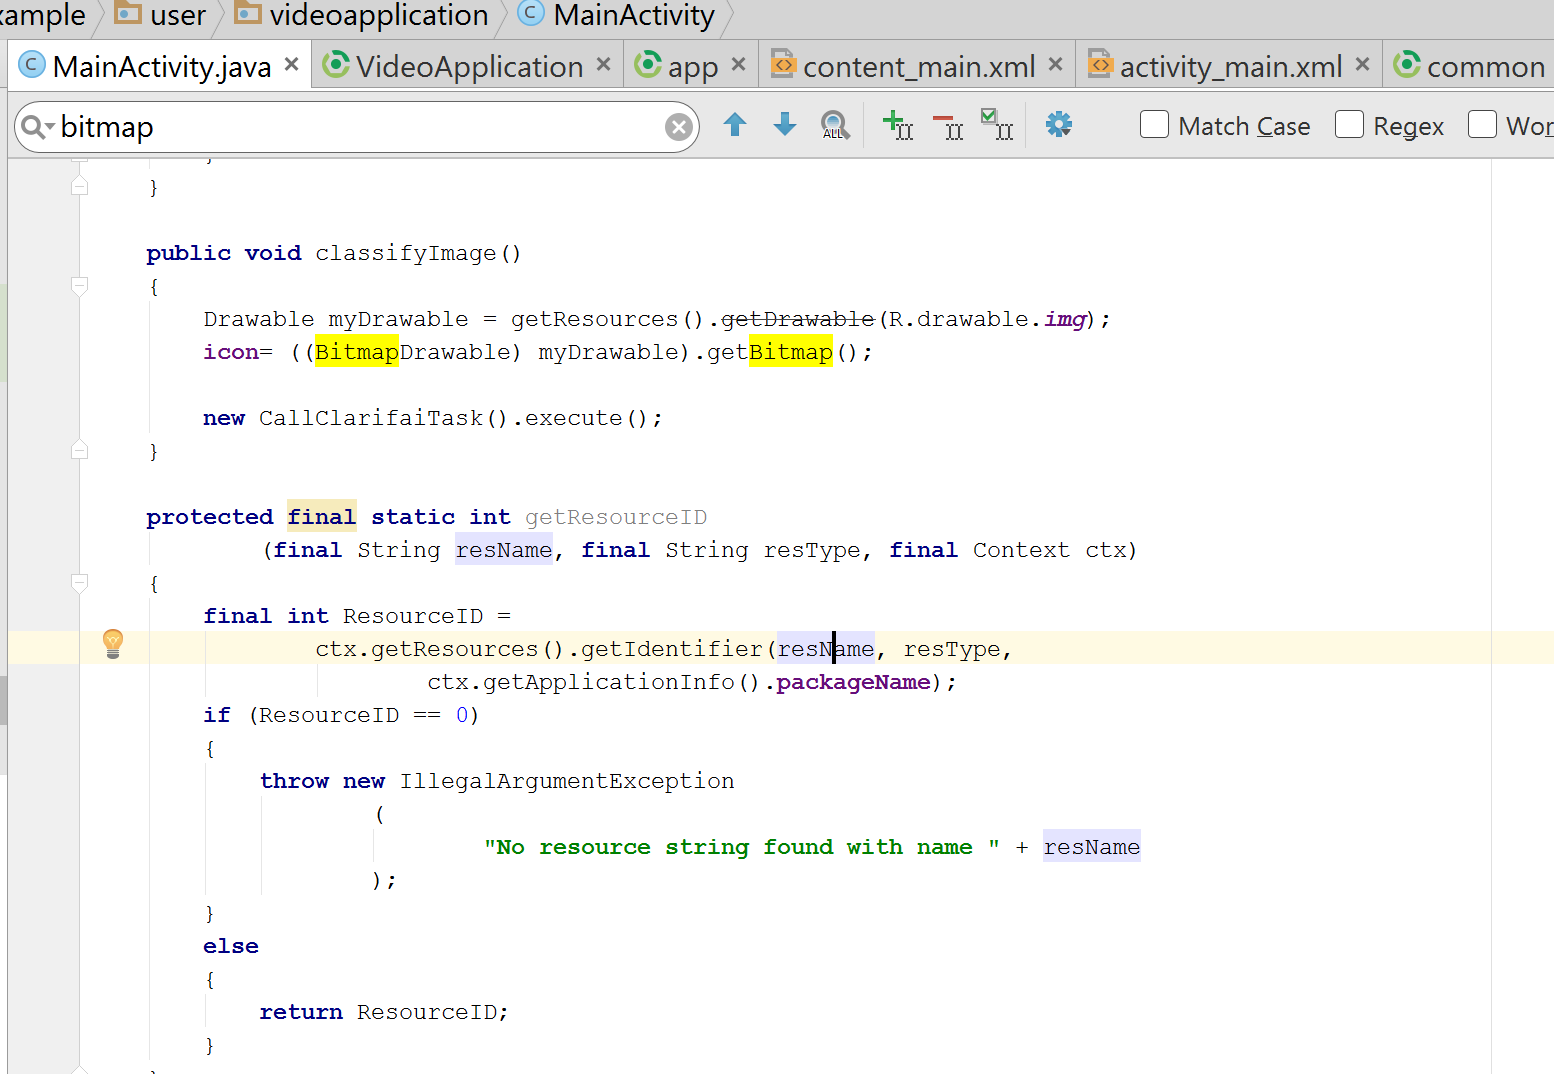 ample user videoapplication C MainActivity
C MainActivity.java × VideoApplication × app × content_main.xml × activity_main.xml × common
bitmap ALL Match Case Regex Wor
}
}
public void classifyImage()
{
Drawable myDrawable = getResources().getDrawable(R.drawable.img);
icon= ((BitmapDrawable) myDrawable).getBitmap();
new CallClarifaiTask().execute();
}
protected final static int getResourceID
(final String resName, final String resType, final Context ctx)
{
final int ResourceID =
ctx.getResources().getIdentifier(resName, resType,
ctx.getApplicationInfo().packageName);
if (ResourceID == 0)
{
throw new IllegalArgumentException
(
"No resource string found with name " + resName
);
}
else
{
return ResourceID;
}
}